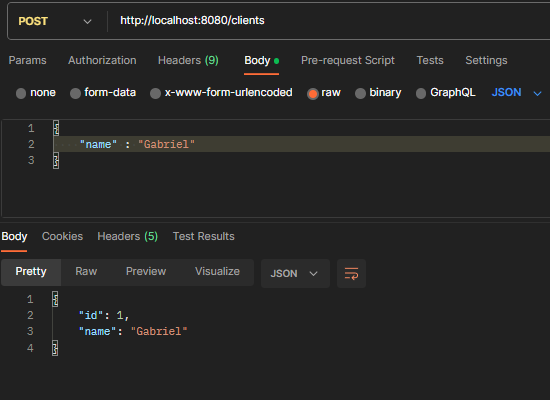 POST http://localhost:8080/clients
Params Authorization Headers (9) Body Pre-request Script Tests Settings
none form-data x-www-form-urlencoded raw binary GraphQL JSON
1 {
2 "name" : "Gabriel"
3 }
Body Cookies Headers (5) Test Results
Pretty Raw Preview Visualize JSON
1 {
2 "id": 1,
3 "name": "Gabriel"
4 }